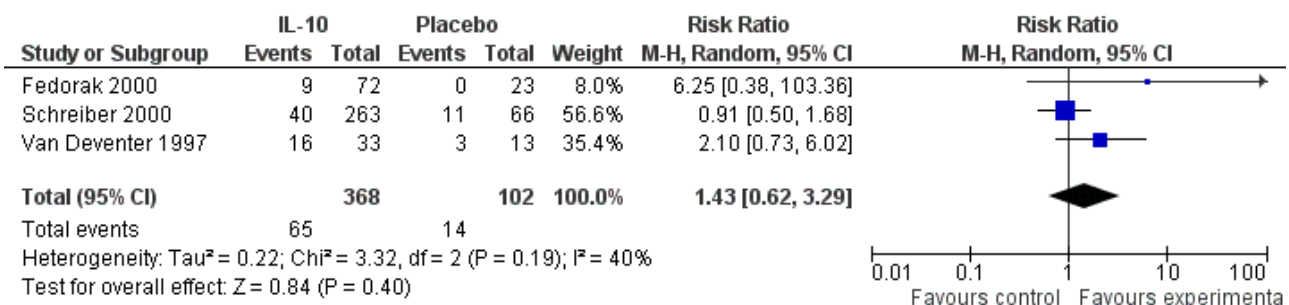 IL-10 Placebo Risk Ratio Risk Ratio
Study or Subgroup Events Total Events Total Weight M-H, Random, 95% CI M-H, Random, 95% CI
Fedorak 2000 9 72 0 23 8.0% 6.25 [0.38, 103.36]
Schreiber 2000 40 263 11 66 56.6% 0.91 [0.50, 1.68]
Van Deventer 1997 16 33 3 13 35.4% 2.10 [0.73, 6.02]
Total (95% CI) 368 102 100.0% 1.43 [0.62, 3.29]
Total events 65 14
Heterogeneity: Tau² = 0.22; Chi² = 3.32, df = 2 (P = 0.19); I² = 40%
Test for overall effect: Z = 0.84 (P = 0.40)
0.01 0.1 1 10 100
Favours control Favours experimenta